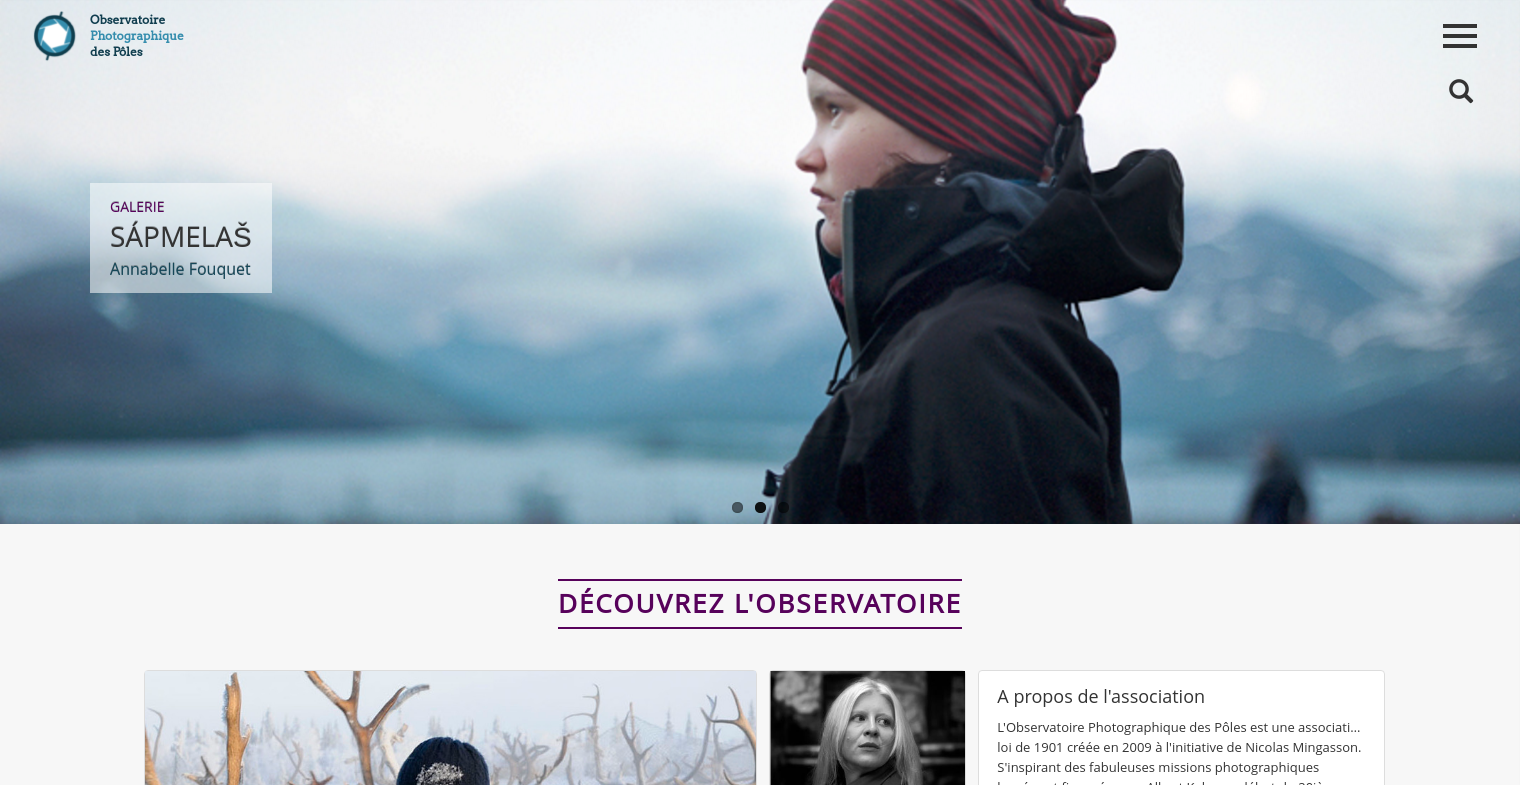 Observatoire
Photographique
des Pôles
GALERIE
SÁPMELAŠ
Annabelle Fouquet
DÉCOUVREZ L'OBSERVATOIRE
A propos de l'association
L'Observatoire Photographique des Pôles est une associati...
loi de 1901 créée en 2009 à l'initiative de Nicolas Mingasson.
S'inspirant des fabuleuses missions photographiques